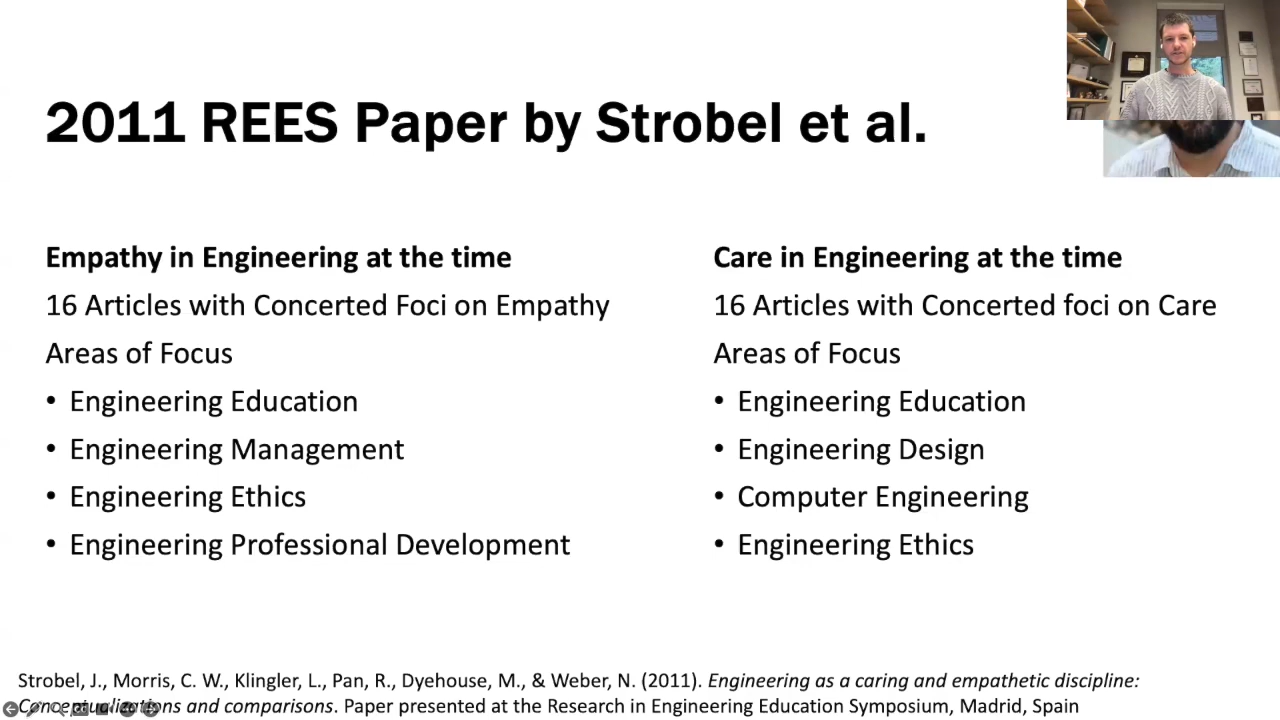 2011 REES Paper by Strobel et al.
Empathy in Engineering at the time
16 Articles with Concerted Foci on Empathy
Areas of Focus
• Engineering Education
• Engineering Management
• Engineering Ethics
• Engineering Professional Development
Care in Engineering at the time
16 Articles with Concerted foci on Care
Areas of Focus
• Engineering Education
• Engineering Design
• Computer Engineering
• Engineering Ethics
Strobel, J., Morris, C. W., Klingler, L., Pan, R., Dyehouse, M., & Weber, N. (2011). Engineering as a caring and empathetic discipline:
Conceptualizations and comparisons. Paper presented at the Research in Engineering Education Symposium, Madrid, Spain